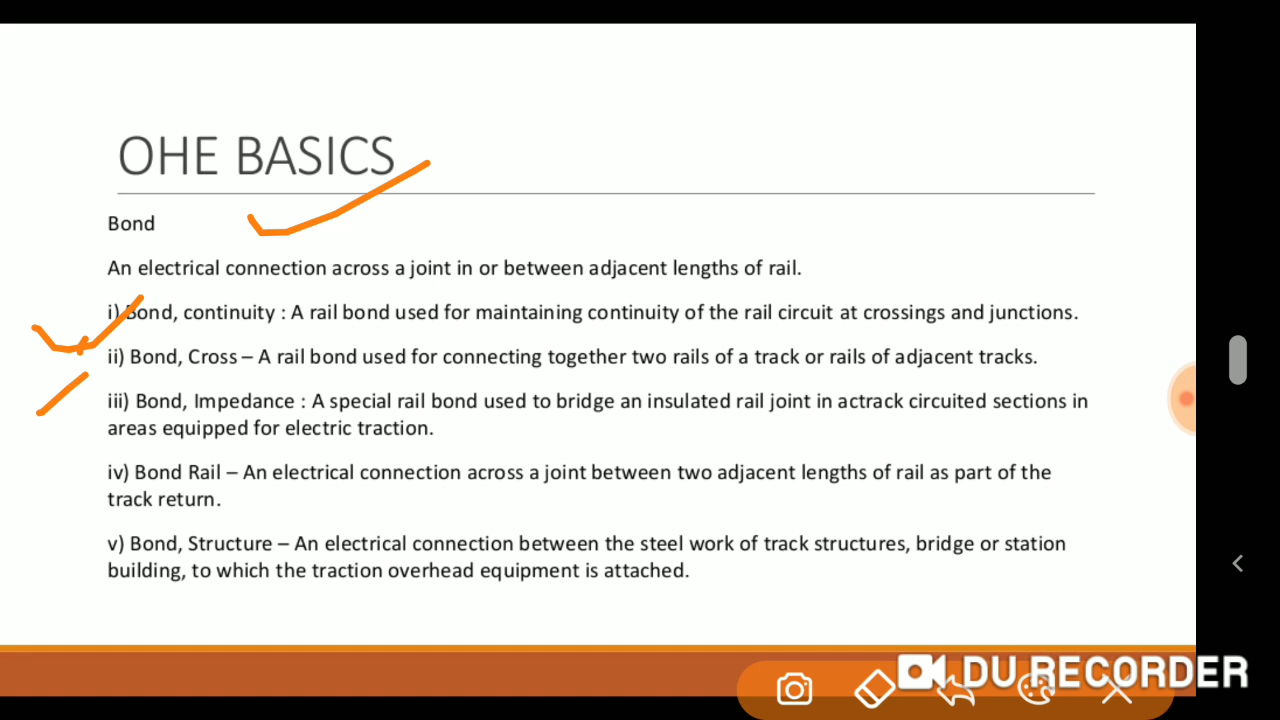 OHE BASICS
Bond
An electrical connection across a joint in or between adjacent lengths of rail.
i) Bond, continuity : A rail bond used for maintaining continuity of the rail circuit at crossings and junctions.
ii) Bond, Cross – A rail bond used for connecting together two rails of a track or rails of adjacent tracks.
iii) Bond, Impedance : A special rail bond used to bridge an insulated rail joint in actrack circuited sections in
areas equipped for electric traction.
iv) Bond Rail – An electrical connection across a joint between two adjacent lengths of rail as part of the
track return.
v) Bond, Structure – An electrical connection between the steel work of track structures, bridge or station
building, to which the traction overhead equipment is attached.
DU RECORDER